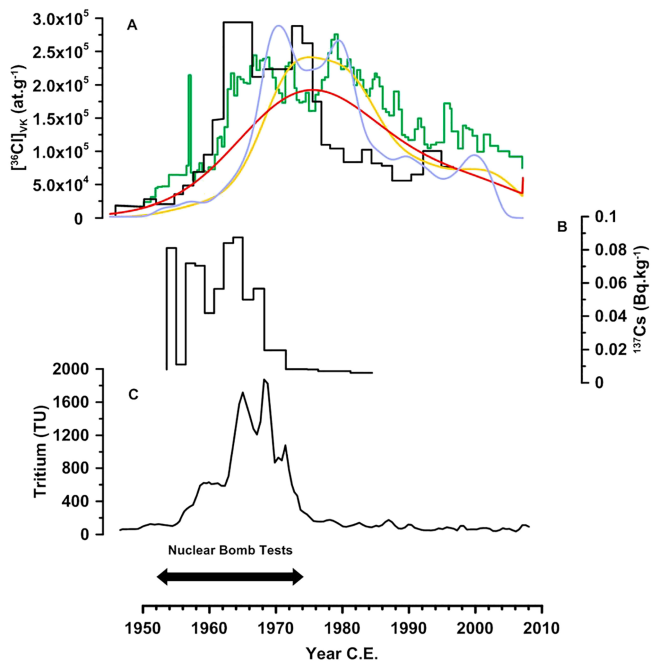 A
3.0x10⁵
2.5x10⁵
2.0x10⁵
1.5x10⁵
1.0x10⁵
5.0x10⁴
0
[³⁶Cl]VK (at.g⁻¹)
B
0.1
0.08
0.06
0.04
0.02
0
¹³⁷Cs (Bq.kg⁻¹)
C
2000
1600
1200
800
400
0
Tritium (TU)
Nuclear Bomb Tests
1950 1960 1970 1980 1990 2000 2010
Year C.E.